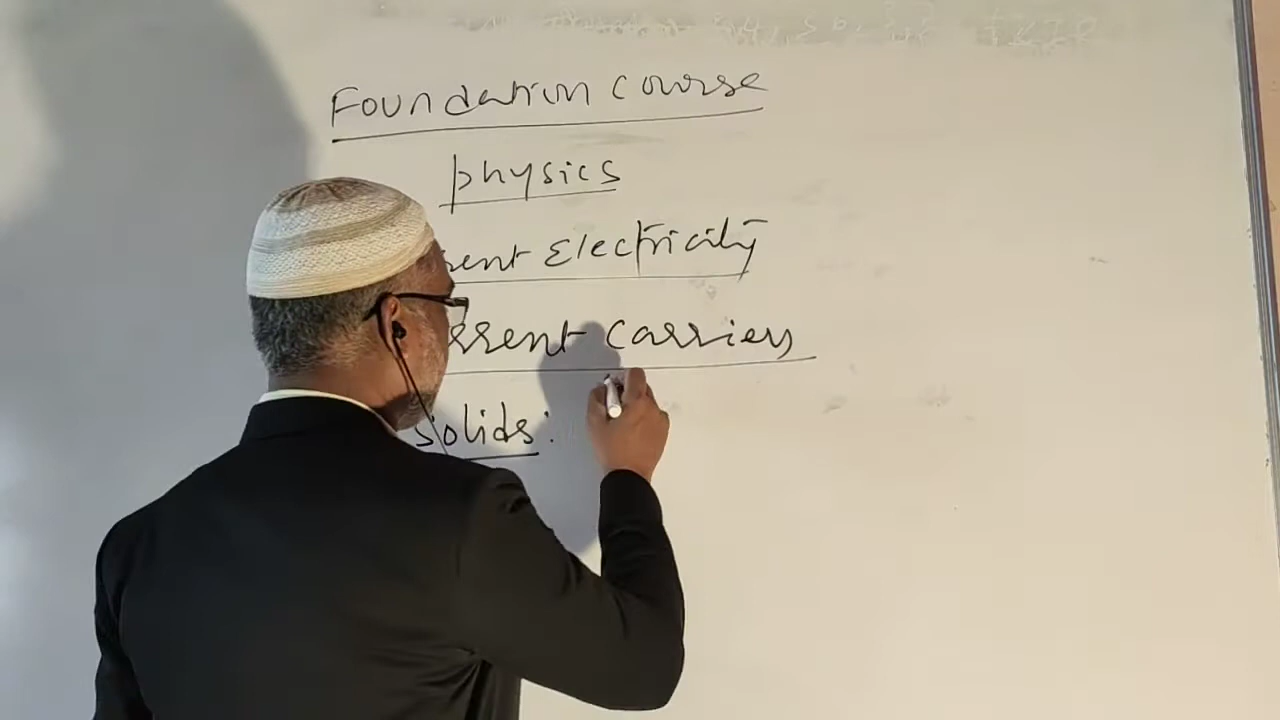 Foundation course
physics
rent Electricity
rrent carriers
solids: